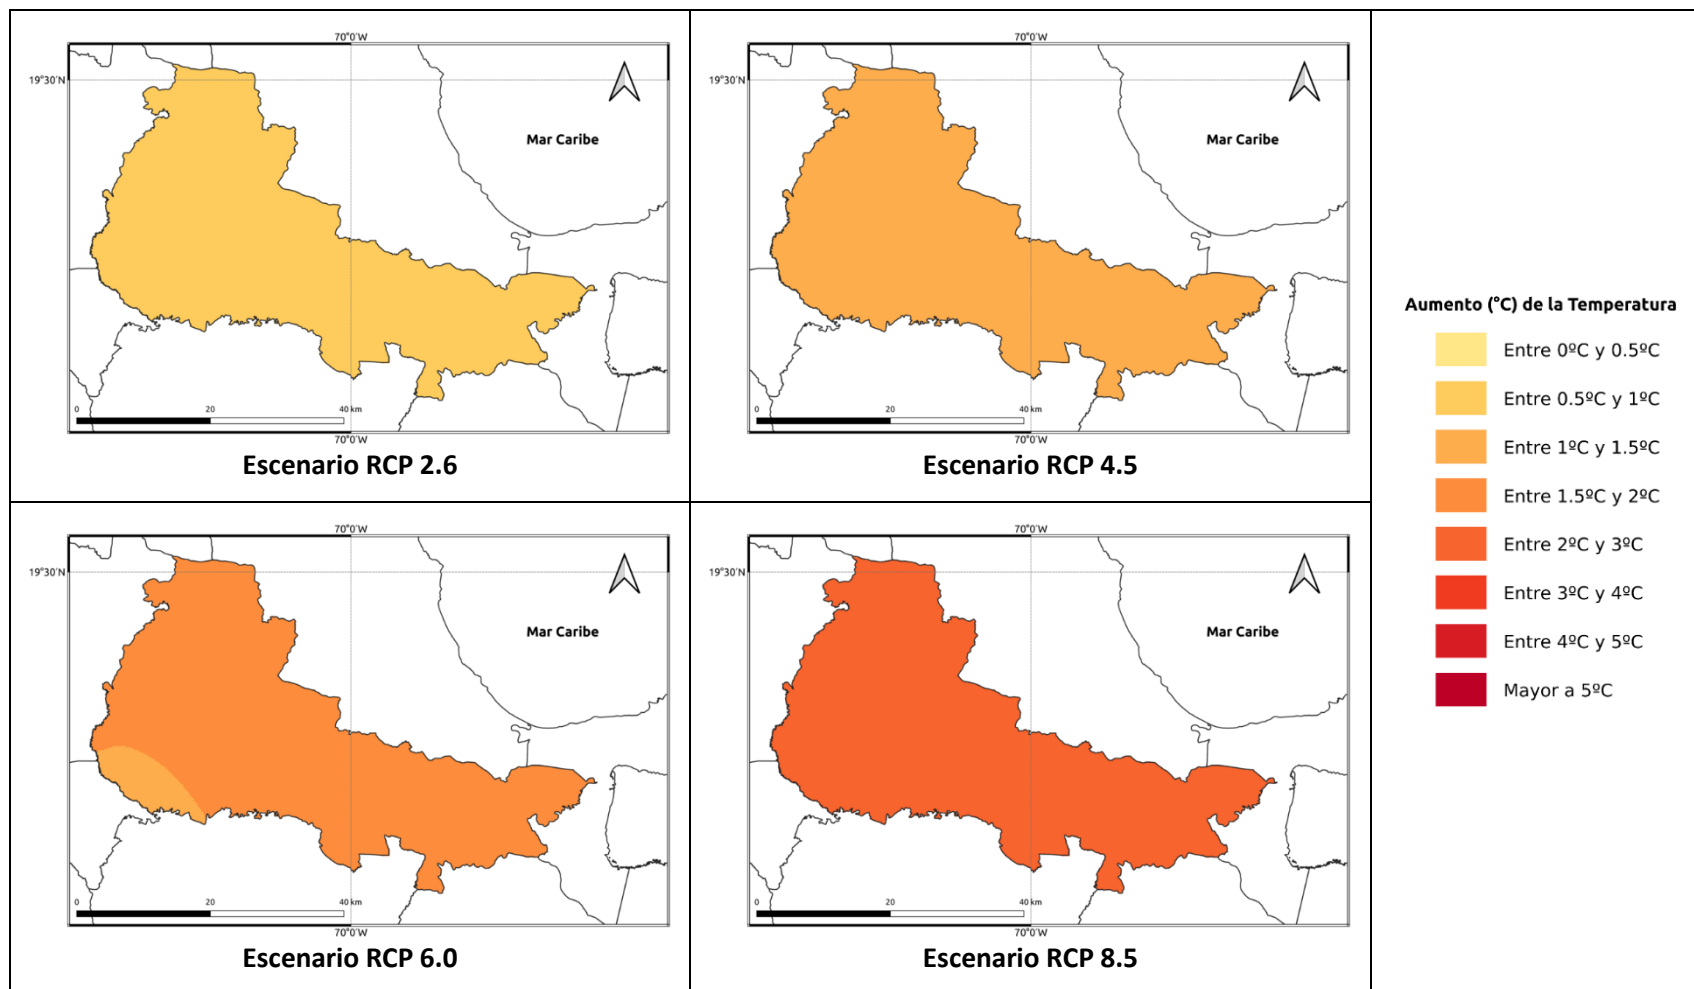 70°0'W
19°30'N
Mar Caribe
0 20 40 km
70°0'W
Escenario RCP 2.6
70°0'W
19°30'N
Mar Caribe
0 20 40 km
70°0'W
Escenario RCP 4.5
70°0'W
19°30'N
Mar Caribe
0 20 40 km
70°0'W
Escenario RCP 6.0
70°0'W
19°30'N
Mar Caribe
0 20 40 km
70°0'W
Escenario RCP 8.5
Aumento (°C) de la Temperatura
Entre 0ºC y 0.5ºC
Entre 0.5ºC y 1ºC
Entre 1ºC y 1.5ºC
Entre 1.5ºC y 2ºC
Entre 2ºC y 3ºC
Entre 3ºC y 4ºC
Entre 4ºC y 5ºC
Mayor a 5ºC